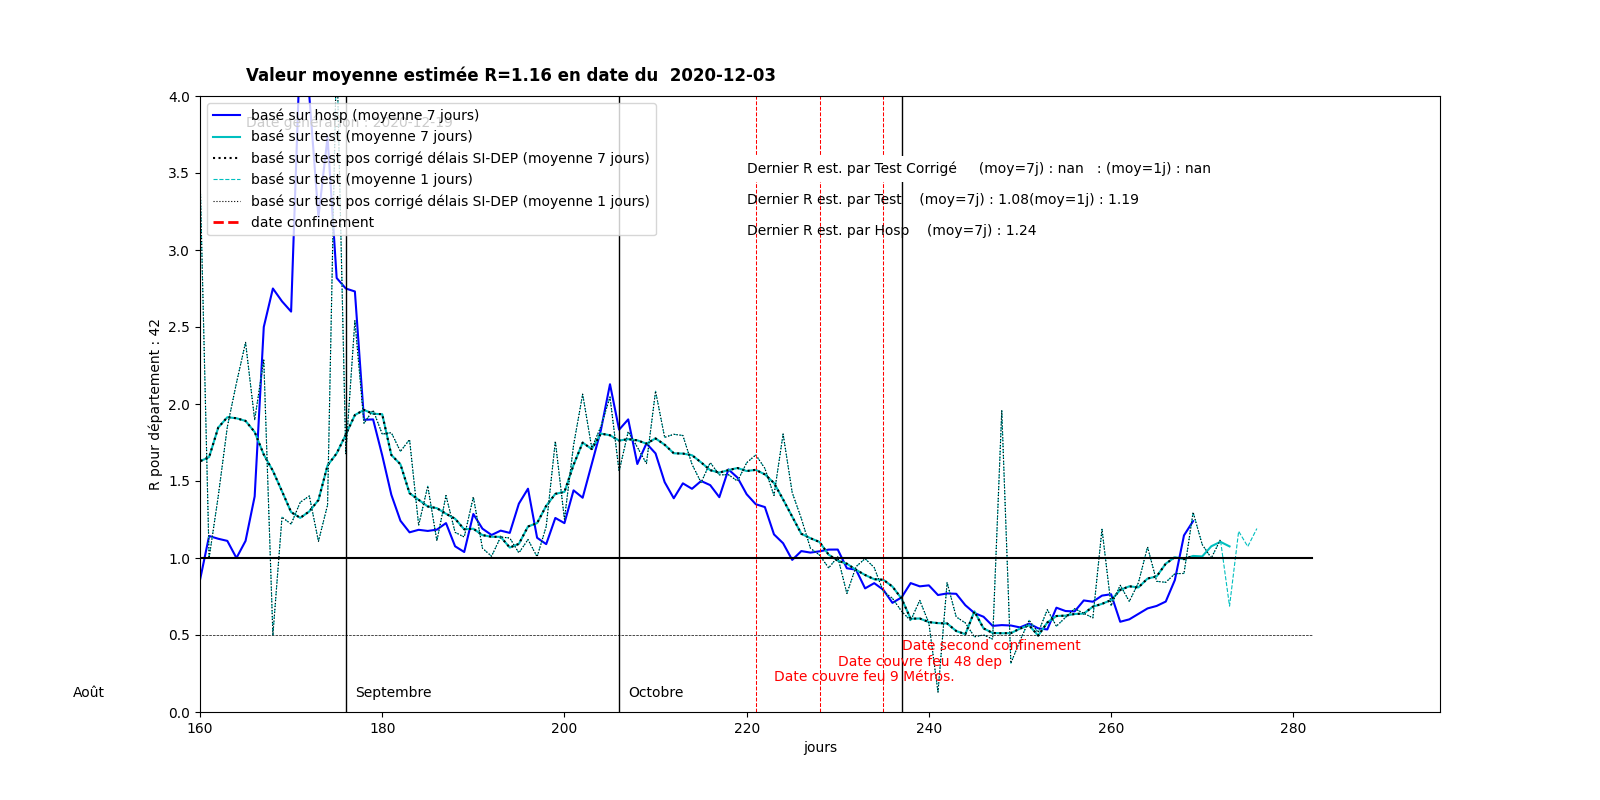 Valeur moyenne estimée R=1.16 en date du  2020-12-03
basé sur hosp (moyenne 7 jours)
Date génération : 2020-12-19
basé sur test (moyenne 7 jours)
basé sur test pos corrigé délais SI-DEP (moyenne 7 jours)
basé sur test (moyenne 1 jours)
basé sur test pos corrigé délais SI-DEP (moyenne 1 jours)
date confinement
Dernier R est. par Test Corrigé     (moy=7j) : nan   : (moy=1j) : nan
Dernier R est. par Test    (moy=7j) : 1.08(moy=1j) : 1.19
Dernier R est. par Hosp    (moy=7j) : 1.24
4.0
3.5
3.0
2.5
2.0
1.5
1.0
0.5
0.0
R pour département : 42
Date second confinement
Date couvre feu 48 dep
Date couvre feu 9 Métros.
Août
Septembre
Octobre
160
180
200
220
240
260
280
jours